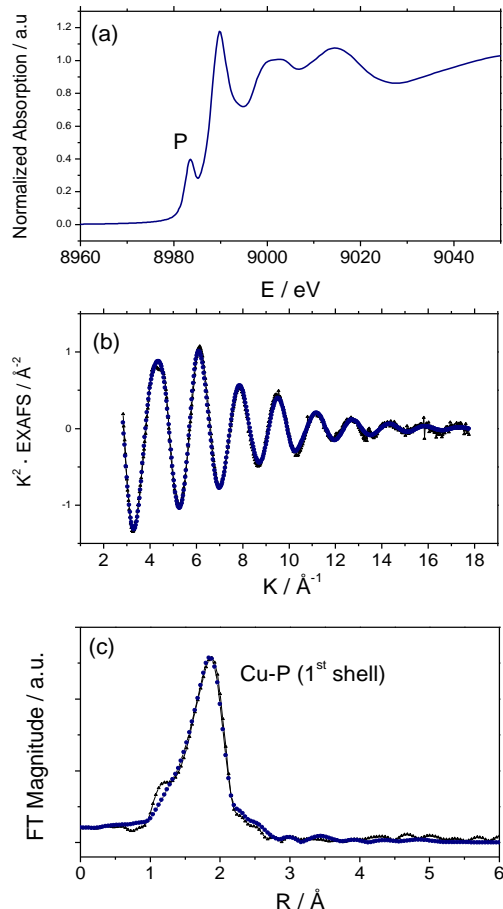 (a)
Normalized Absorption / a.u
1.2
1.0
0.8
0.6
0.4
0.2
0.0
P
8960 8980 9000 9020 9040
E / eV
(b)
K² · EXAFS / Å⁻²
1
0
-1
2 4 6 8 10 12 14 16 18
K / Å⁻¹
(c)
Cu-P (1ˢᵗ shell)
FT Magnitude / a.u.
0 1 2 3 4 5 6
R / Å